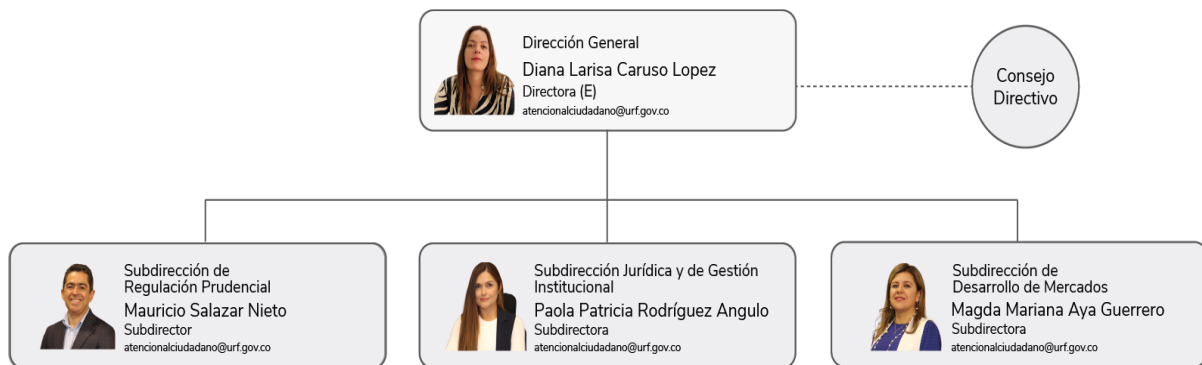 Dirección General
Diana Larisa Caruso Lopez
Directora (E)
atencionalciudadano@urf.gov.co
Consejo
Directivo
Subdirección de
Regulación Prudencial
Mauricio Salazar Nieto
Subdirector
atencionalciudadano@urf.gov.co
Subdirección Jurídica y de Gestión
Institucional
Paola Patricia Rodríguez Angulo
Subdirectora
atencionalciudadano@urf.gov.co
Subdirección de
Desarrollo de Mercados
Magda Mariana Aya Guerrero
Subdirectora
atencionalciudadano@urf.gov.co